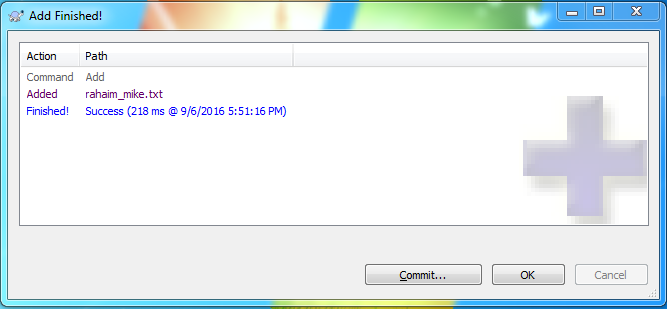 Add Finished!
Action Path
Command Add
Added rahaim_mike.txt
Finished! Success (218 ms @ 9/6/2016 5:51:16 PM)
Commit... OK Cancel